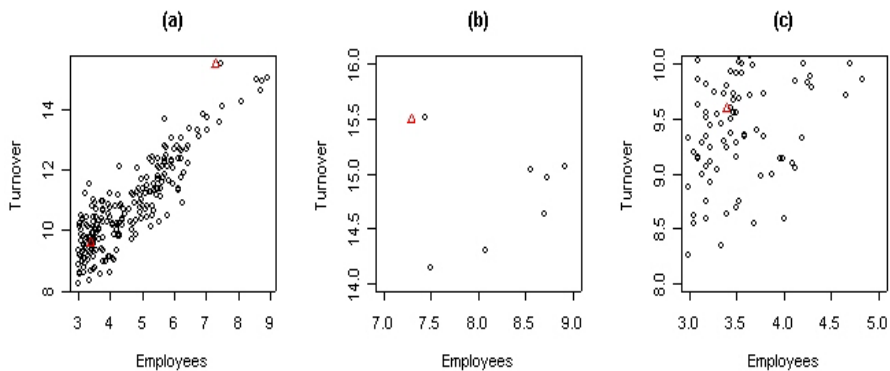 (a) (b) (c)
Turnover
8 10 12 14
3 4 5 6 7 8 9
Employees
Turnover
14.0 14.5 15.0 15.5 16.0
7.0 7.5 8.0 8.5 9.0
Employees
Turnover
8.0 8.5 9.0 9.5 10.0
3.0 3.5 4.0 4.5 5.0
Employees